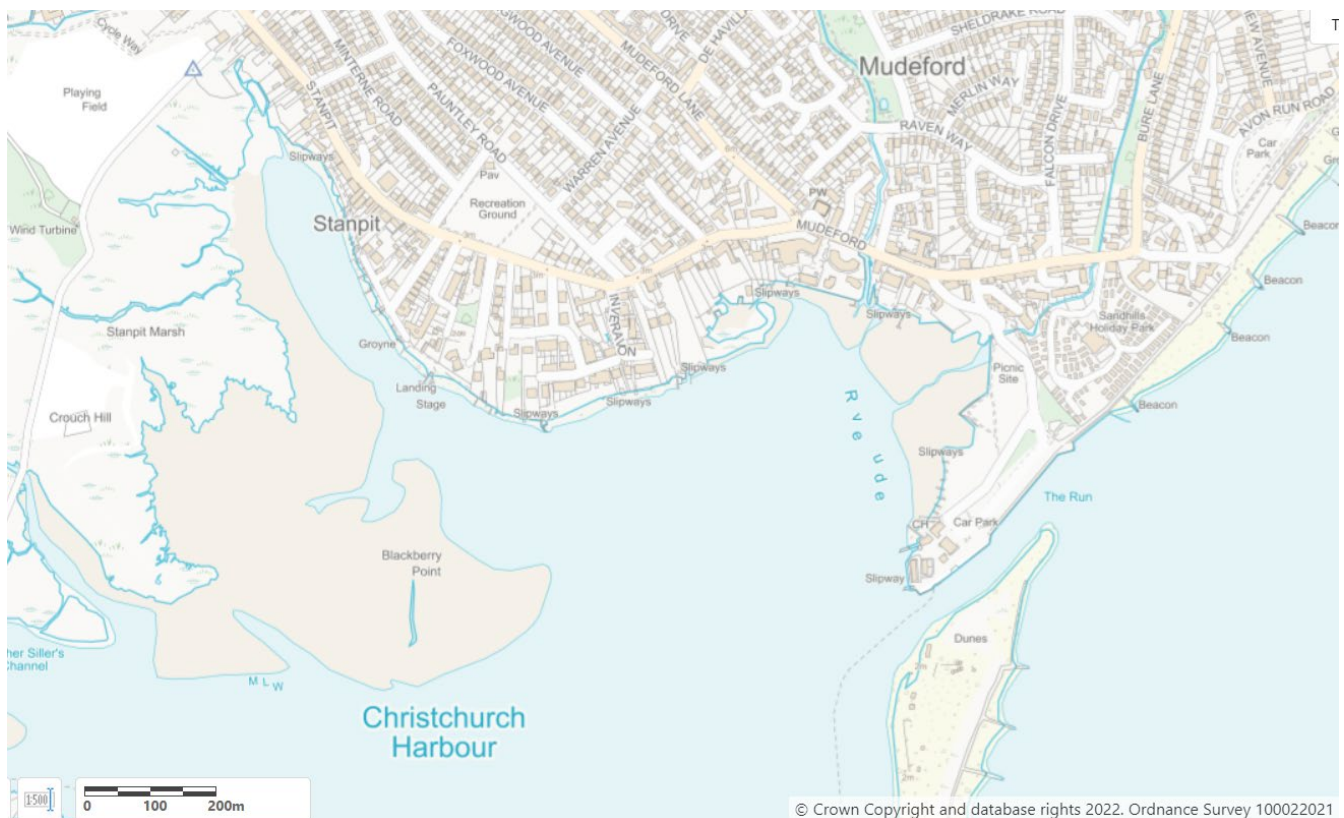 Cycle Way
Playing
Field
Wind Turbine
Stanpit Marsh
Crouch Hill
MINTERNE ROAD
STANPIT
PAUNTLEY ROAD
FOXWOOD AVENUE
WARREN AVENUE
MUDEFORD LANE
Slipways
Stanpit
Pav
Recreation
Ground
PW
MUDEFORD
Mudeford
SHELDRAKE ROAD
MERLIN WAY
RAVEN WAY
FALCON DRIVE
BURE LANE
AVON RUN ROAD
Car
Park
Beacon
Beacon
Beacon
Beacon
Sandhills
Holiday Park
Picnic
Site
INVERAVON
Groyne
Landing
Stage
Slipways
Slipways
Slipways
Slipways
Slipways
Slipways
CH
Car Park
Slipway
The Run
Dunes
2m
2m
Blackberry
Point
Channel
M L W
Christchurch
Harbour
1:500
0 100 200m
© Crown Copyright and database rights 2022. Ordnance Survey 100022021